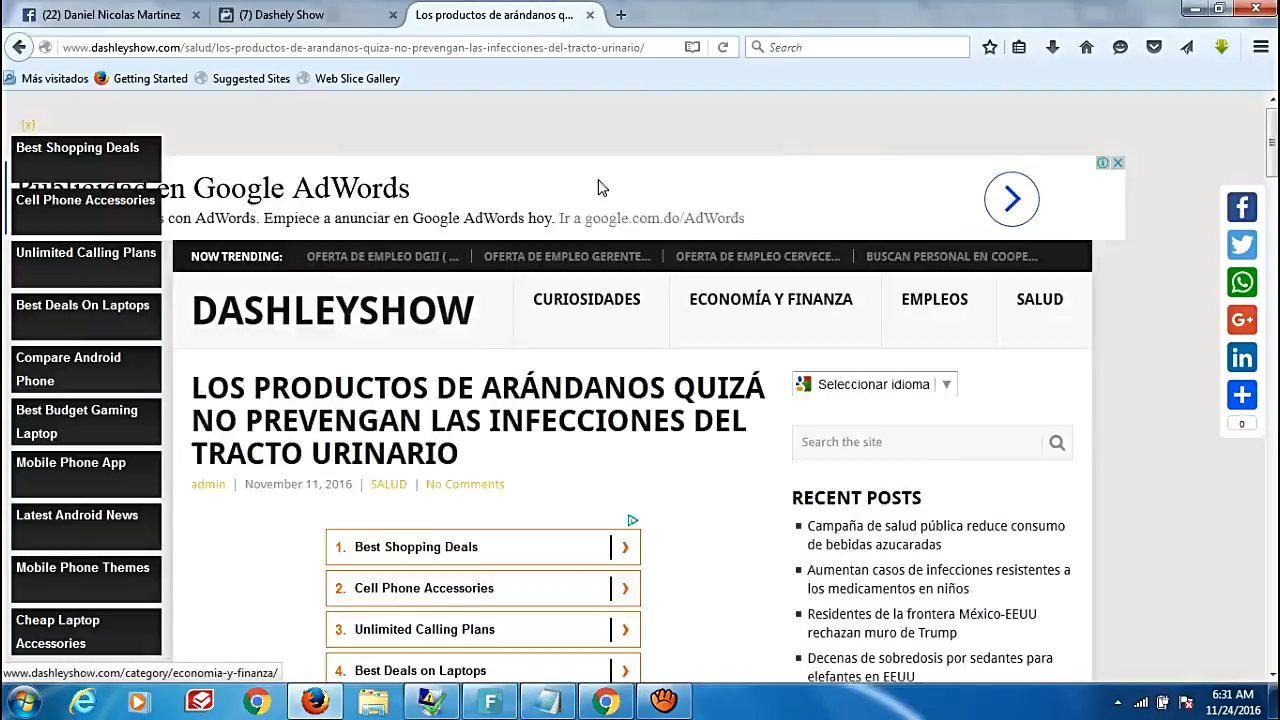 (22) Daniel Nicolas Martinez
(7) Dashely Show
Los productos de arándanos q...
www.dashleyshow.com/salud/los-productos-de-arandanos-quiza-no-prevengan-las-infecciones-del-tracto-urinario/
Search
Más visitados
Getting Started
Suggested Sites
Web Slice Gallery
[x]
Best Shopping Deals
Cell Phone Accessories
Unlimited Calling Plans
Best Deals On Laptops
Compare Android
Phone
Best Budget Gaming
Laptop
Mobile Phone App
Latest Android News
Mobile Phone Themes
Cheap Laptop
Accessories
en Google AdWords
con AdWords. Empiece a anunciar en Google AdWords hoy. Ir a google.com.do/AdWords
NOW TRENDING:
OFERTA DE EMPLEO DGII ( ...
OFERTA DE EMPLEO GERENTE...
OFERTA DE EMPLEO CERVECE...
BUSCAN PERSONAL EN COOPE...
DASHLEYSHOW
CURIOSIDADES
ECONOMÍA Y FINANZA
EMPLEOS
SALUD
LOS PRODUCTOS DE ARÁNDANOS QUIZÁ
NO PREVENGAN LAS INFECCIONES DEL
TRACTO URINARIO
admin | November 11, 2016 | SALUD | No Comments
1. Best Shopping Deals
2. Cell Phone Accessories
3. Unlimited Calling Plans
4. Best Deals on Laptops
Seleccionar idioma
Search the site
RECENT POSTS
Campaña de salud pública reduce consumo
de bebidas azucaradas
Aumentan casos de infecciones resistentes a
los medicamentos en niños
Residentes de la frontera México-EEUU
rechazan muro de Trump
Decenas de sobredosis por sedantes para
elefantes en EEUU
G+
in
0
www.dashleyshow.com/category/economia-y-finanza/
6:31 AM
11/24/2016